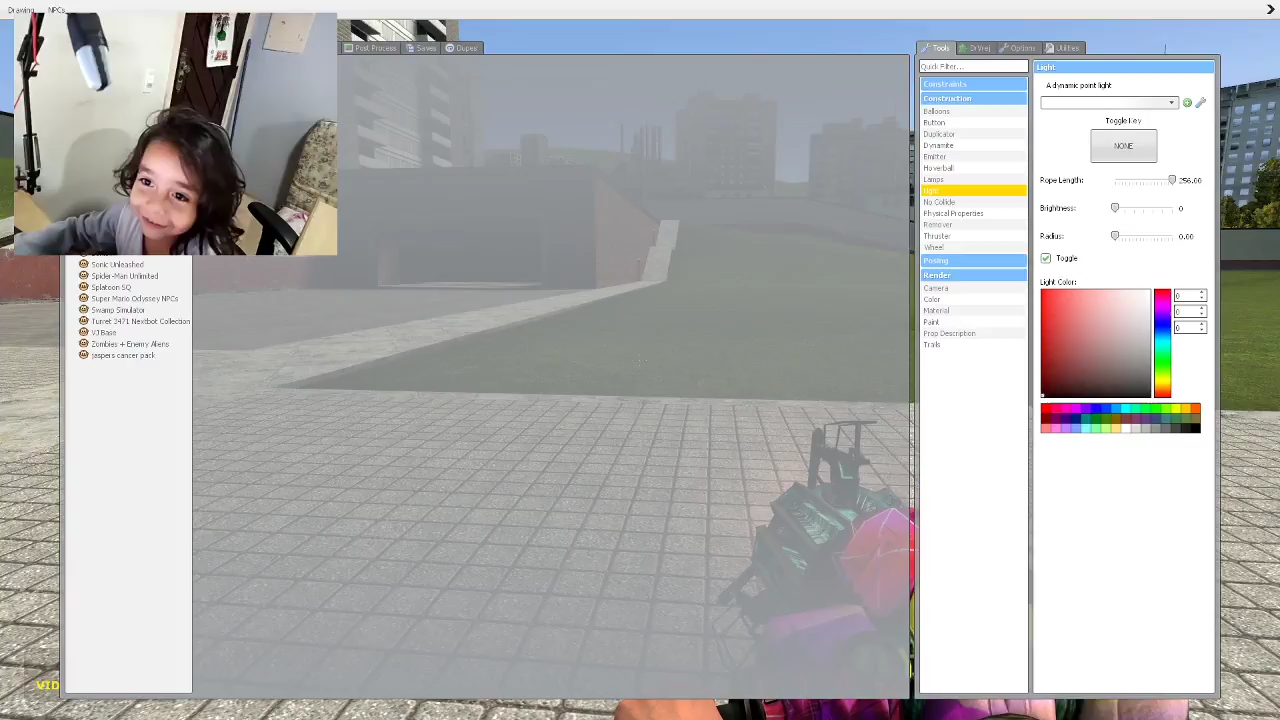 Drawing NPCs
Post Process Saves Dupes
Sonic Unleashed
Spider-Man Unlimited
Splatoon SQ
Super Mario Odyssey NPCs
Swamp Simulator
Turret 3471 Nextbot Collection
VJ Base
Zombies + Enemy Aliens
jaspers cancer pack
VID
Tools DrVrej Options Utilities
Quick Filter...
Constraints
Construction
Balloons
Button
Duplicator
Dynamite
Emitter
Hoverball
Lamps
Light
No Collide
Physical Properties
Remover
Thruster
Wheel
Posing
Render
Camera
Color
Material
Paint
Prop Description
Trails
Light
A dynamic point light
Toggle Key
NONE
Rope Length: 256.00
Brightness: 0
Radius: 0.00
Toggle
Light Color:
0
0
0